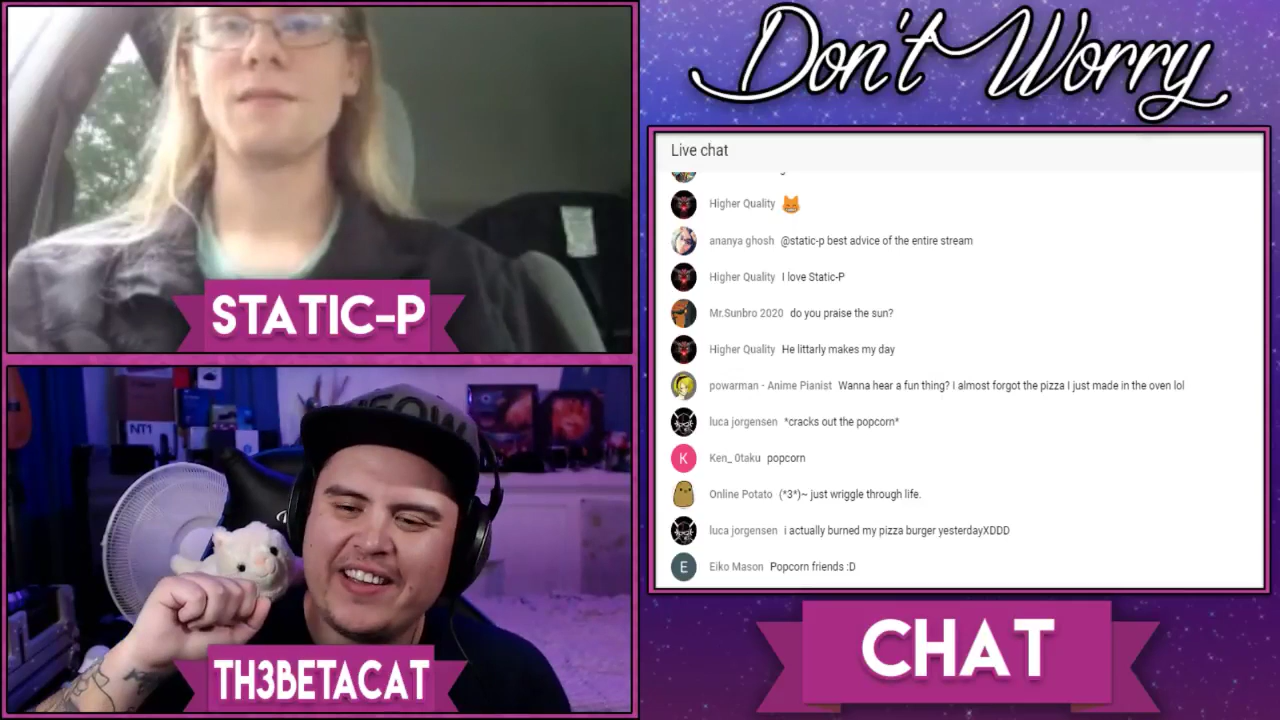 STATIC-P
NT1
MEOW
TH3BETACAT
Don't Worry
Live chat
Higher Quality
ananya ghosh @static-p best advice of the entire stream
Higher Quality I love Static-P
Mr.Sunbro 2020 do you praise the sun?
Higher Quality He littarly makes my day
powarman - Anime Pianist Wanna hear a fun thing? I almost forgot the pizza I just made in the oven lol
luca jorgensen *cracks out the popcorn*
K
Ken_ 0taku popcorn
Online Potato (*3*)~ just wriggle through life.
luca jorgensen i actually burned my pizza burger yesterdayXDDD
E
Eiko Mason Popcorn friends :D
CHAT